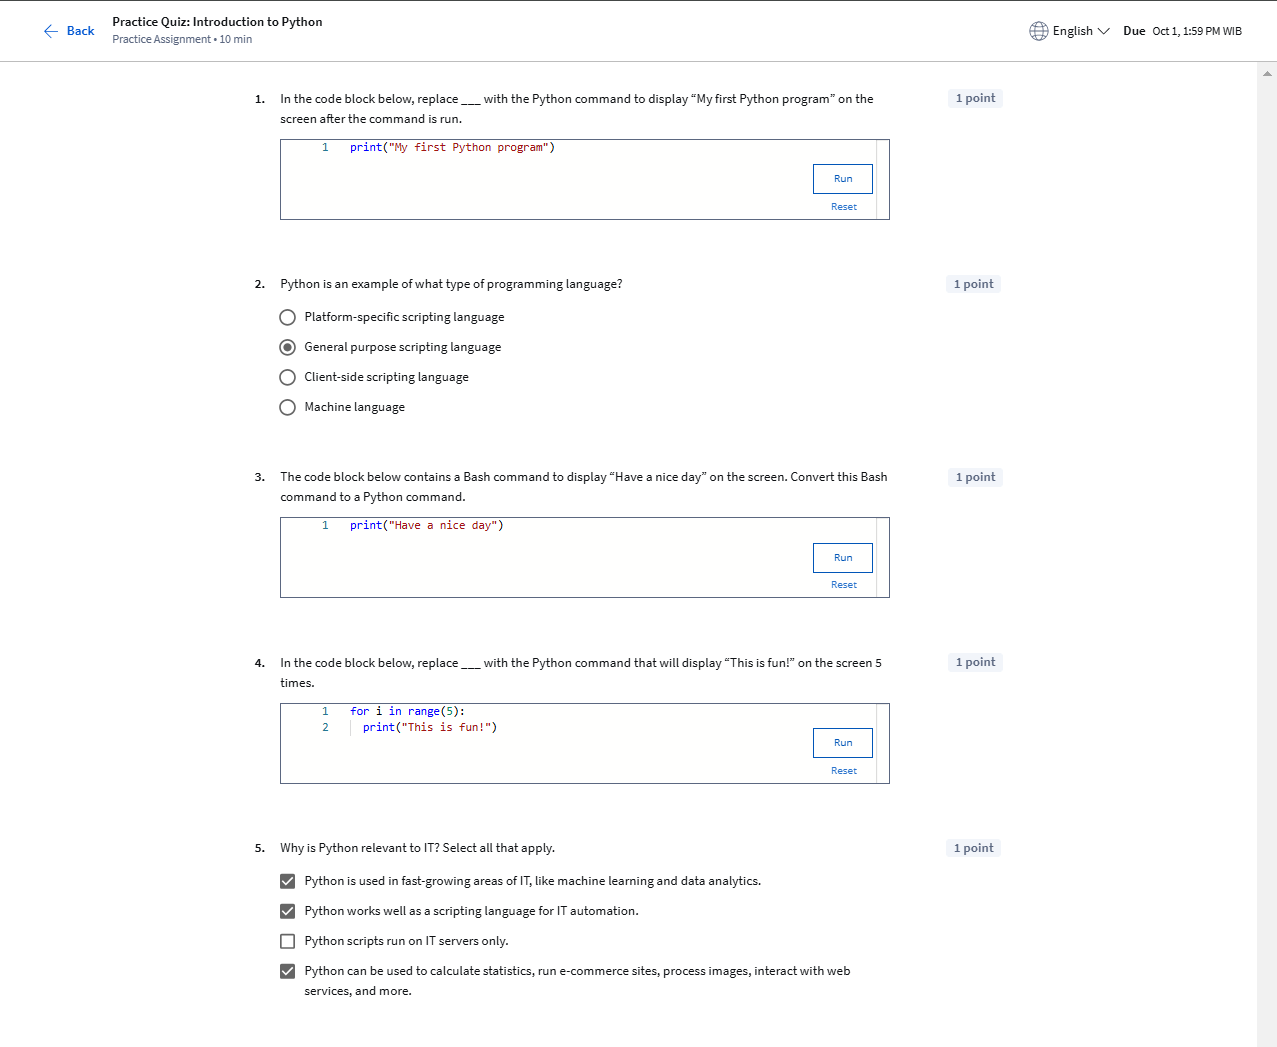 Back
Practice Quiz: Introduction to Python
Practice Assignment • 10 min
English
Due Oct 1, 1:59 PM WIB
1. In the code block below, replace ___ with the Python command to display “My first Python program” on the
screen after the command is run.
1 point
1 print("My first Python program")
Run
Reset
2. Python is an example of what type of programming language?
1 point
Platform-specific scripting language
General purpose scripting language
Client-side scripting language
Machine language
3. The code block below contains a Bash command to display “Have a nice day” on the screen. Convert this Bash
command to a Python command.
1 point
1 print("Have a nice day")
Run
Reset
4. In the code block below, replace ___ with the Python command that will display “This is fun!” on the screen 5
times.
1 point
1 for i in range(5):
2 print("This is fun!")
Run
Reset
5. Why is Python relevant to IT? Select all that apply.
1 point
Python is used in fast-growing areas of IT, like machine learning and data analytics.
Python works well as a scripting language for IT automation.
Python scripts run on IT servers only.
Python can be used to calculate statistics, run e-commerce sites, process images, interact with web
services, and more.